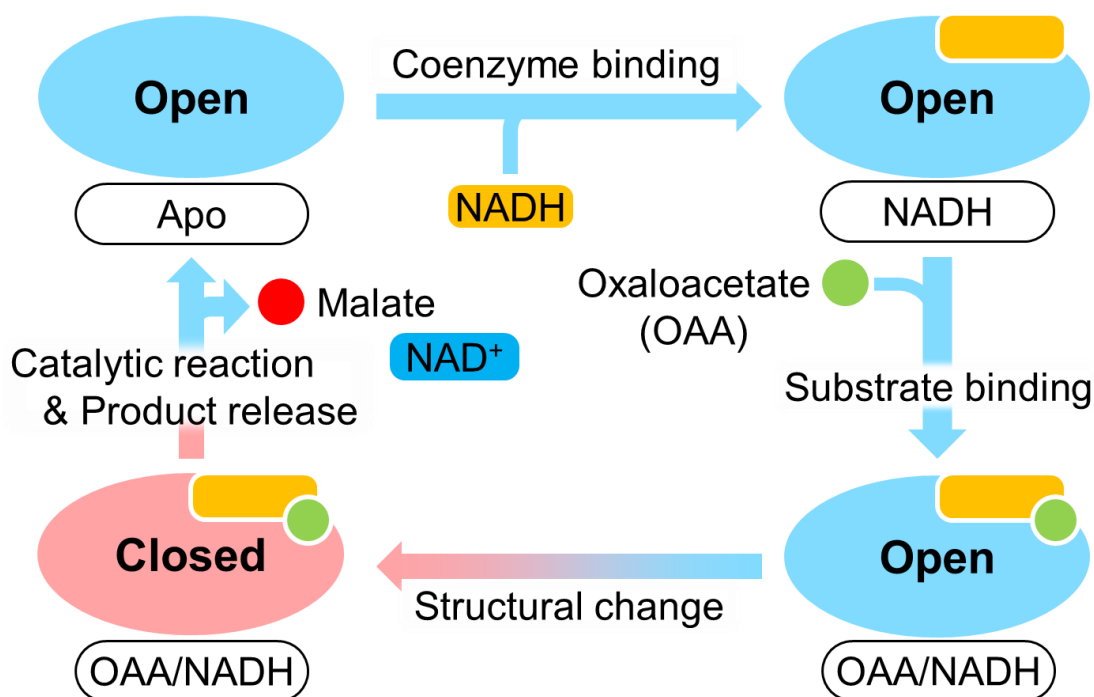 Open
Coenzyme binding
Open
Apo
NADH
NADH
Malate
NAD⁺
Oxaloacetate
(OAA)
Catalytic reaction
& Product release
Substrate binding
Closed
Structural change
Open
OAA/NADH
OAA/NADH